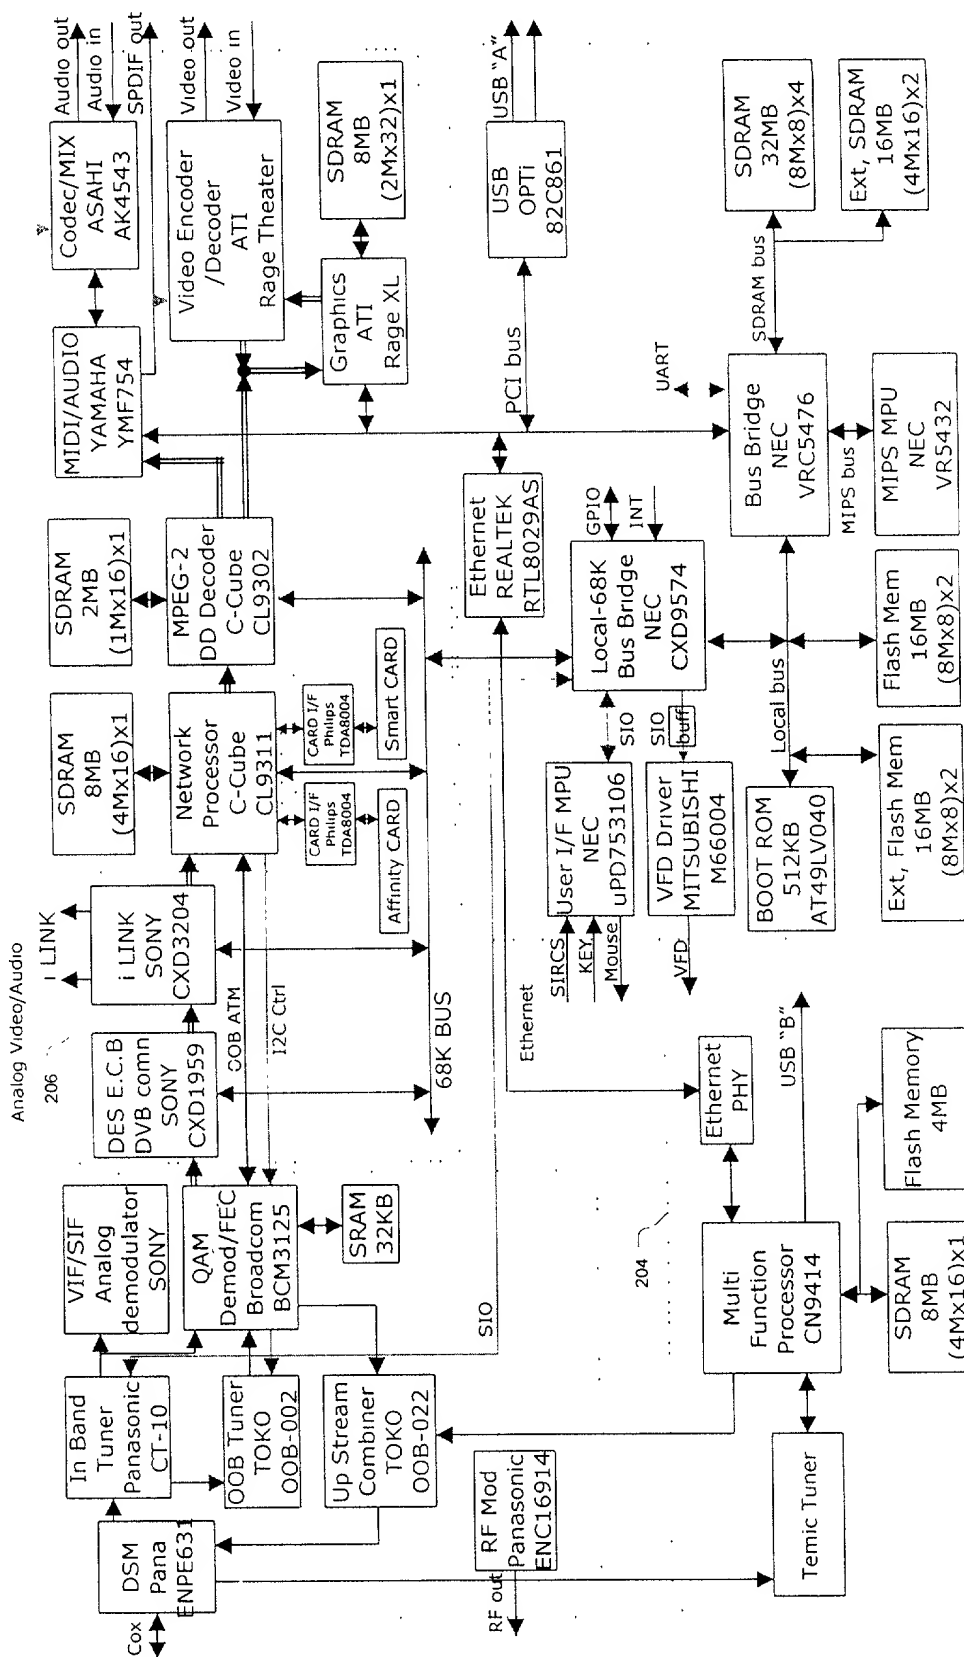 Analog Video/Audio
206
Cox
DSM
Pana
ENPE631
In Band
Tuner
Panasonic
CT-10
VIF/SIF
Analog
demodulator
SONY
OOB Tuner
TOKO
OOB-002
QAM
Demod/FEC
Broadcom
BCM3125
SRAM
32KB
Up Stream
Combiner
TOKO
OOB-022
DES E.C.B
DVB comn
SONY
CXD1959
i LINK
i LINK
SONY
CXD3204
OOB ATM
I2C Ctrl
68K BUS
SDRAM
8MB
(4Mx16)x1
Network
Processor
C-Cube
CL9311
CARD I/F
Philips
TDA8004
Affinity CARD
CARD I/F
Philips
TDA8004
Smart CARD
SDRAM
2MB
(1Mx16)x1
MPEG-2
DD Decoder
C-Cube
CL9302
MIDI/AUDIO
YAMAHA
YMF754
Codec/MIX
ASAHI
AK4543
Audio out
Audio in
SPDIF out
Video out
Video in
Video Encoder
/Decoder
ATI
Rage Theater
Graphics
ATI
Rage XL
SDRAM
8MB
(2Mx32)x1
SIO
RF out
RF Mod
Panasonic
ENC16914
Ethernet
Ethernet
REALTEK
RTL8029AS
PCI bus
USB
OPTi
82C861
USB "A"
SIRCS
KEY
Mouse
User I/F MPU
NEC
uPD753106
SIO
SIO
buff
VFD
VFD Driver
MITSUBISHI
M66004
Local-68K
Bus Bridge
NEC
CXD9574
GPIO
INT
UART
Bus Bridge
NEC
VRC5476
SDRAM bus
SDRAM
32MB
(8Mx8)x4
Ext, SDRAM
16MB
(4Mx16)x2
MIPS bus
MIPS MPU
NEC
VR5432
Local bus
BOOT ROM
512KB
AT49LV040
Flash Mem
16MB
(8Mx8)x2
Ext, Flash Mem
16MB
(8Mx8)x2
204
Ethernet
PHY
USB "B"
Multi
Function
Processor
CN9414
Temic Tuner
Flash Memory
4MB
SDRAM
8MB
(4Mx16)x1